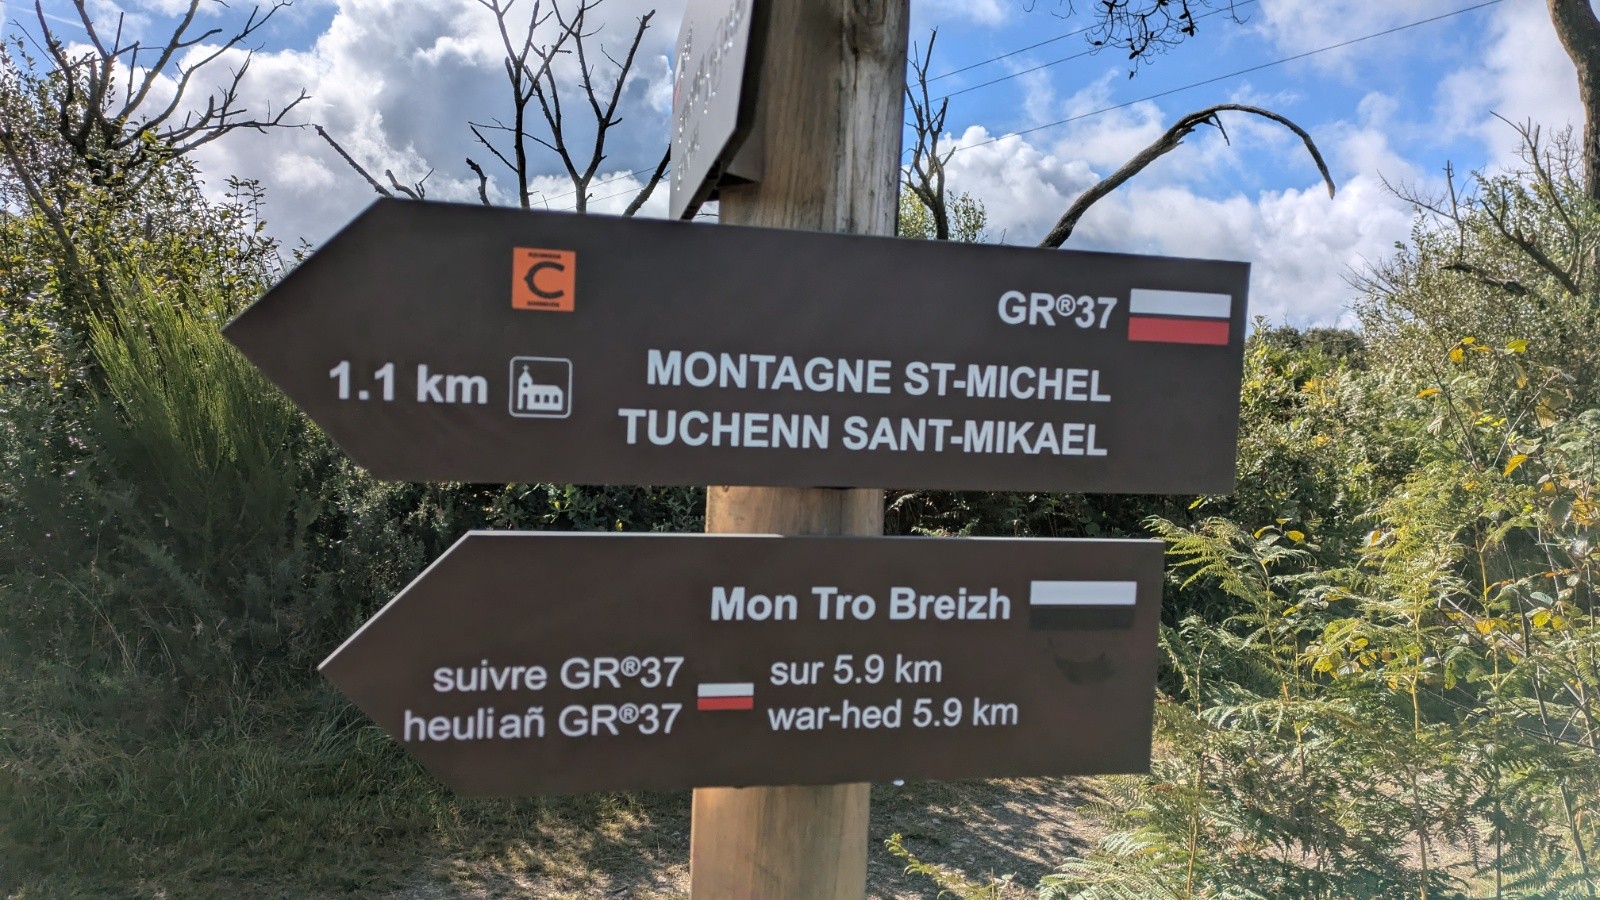 C
GR®37
1.1 km
MONTAGNE ST-MICHEL
TUCHENN SANT-MIKAEL
Mon Tro Breizh
suivre GR®37 sur 5.9 km
heuliañ GR®37 war-hed 5.9 km